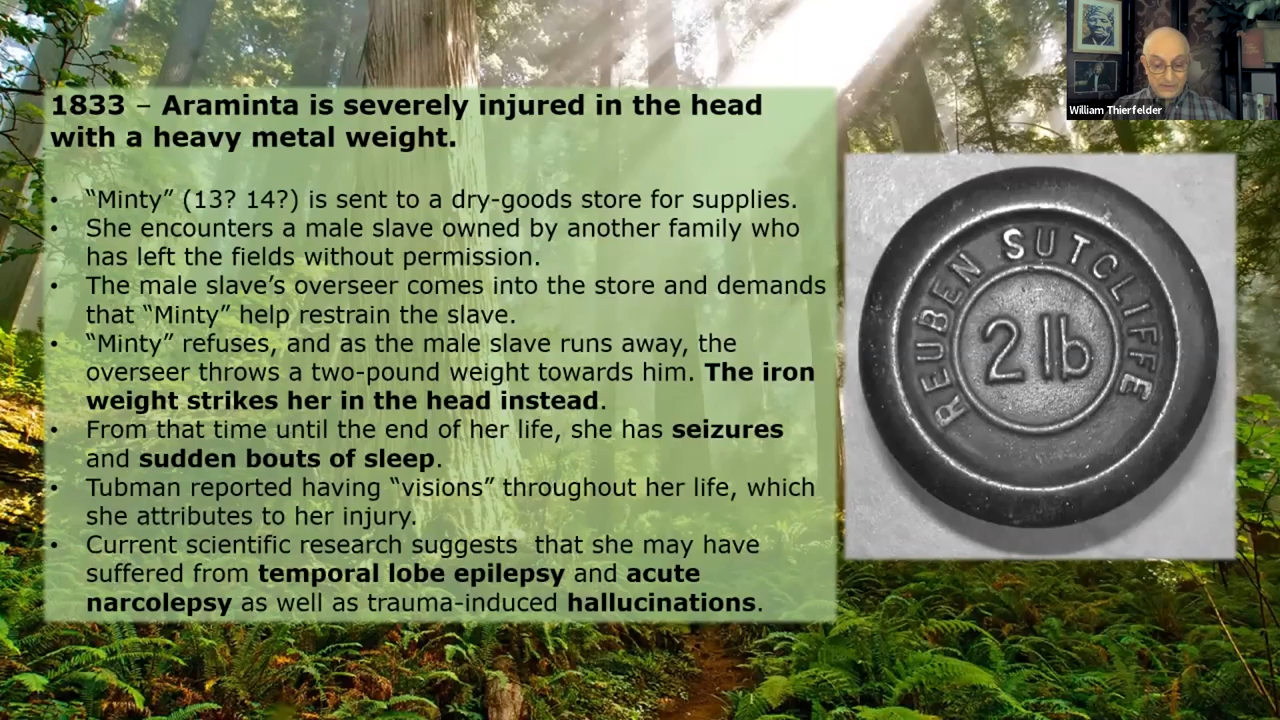 1833 – Araminta is severely injured in the head
with a heavy metal weight.
• “Minty” (13? 14?) is sent to a dry-goods store for supplies.
• She encounters a male slave owned by another family who
has left the fields without permission.
• The male slave’s overseer comes into the store and demands
that “Minty” help restrain the slave.
• “Minty” refuses, and as the male slave runs away, the
overseer throws a two-pound weight towards him. The iron
weight strikes her in the head instead.
• From that time until the end of her life, she has seizures
and sudden bouts of sleep.
• Tubman reported having “visions” throughout her life, which
she attributes to her injury.
• Current scientific research suggests  that she may have
suffered from temporal lobe epilepsy and acute
narcolepsy as well as trauma-induced hallucinations.
William Thierfelder
REUBEN SUTCLIFFE
2 lb